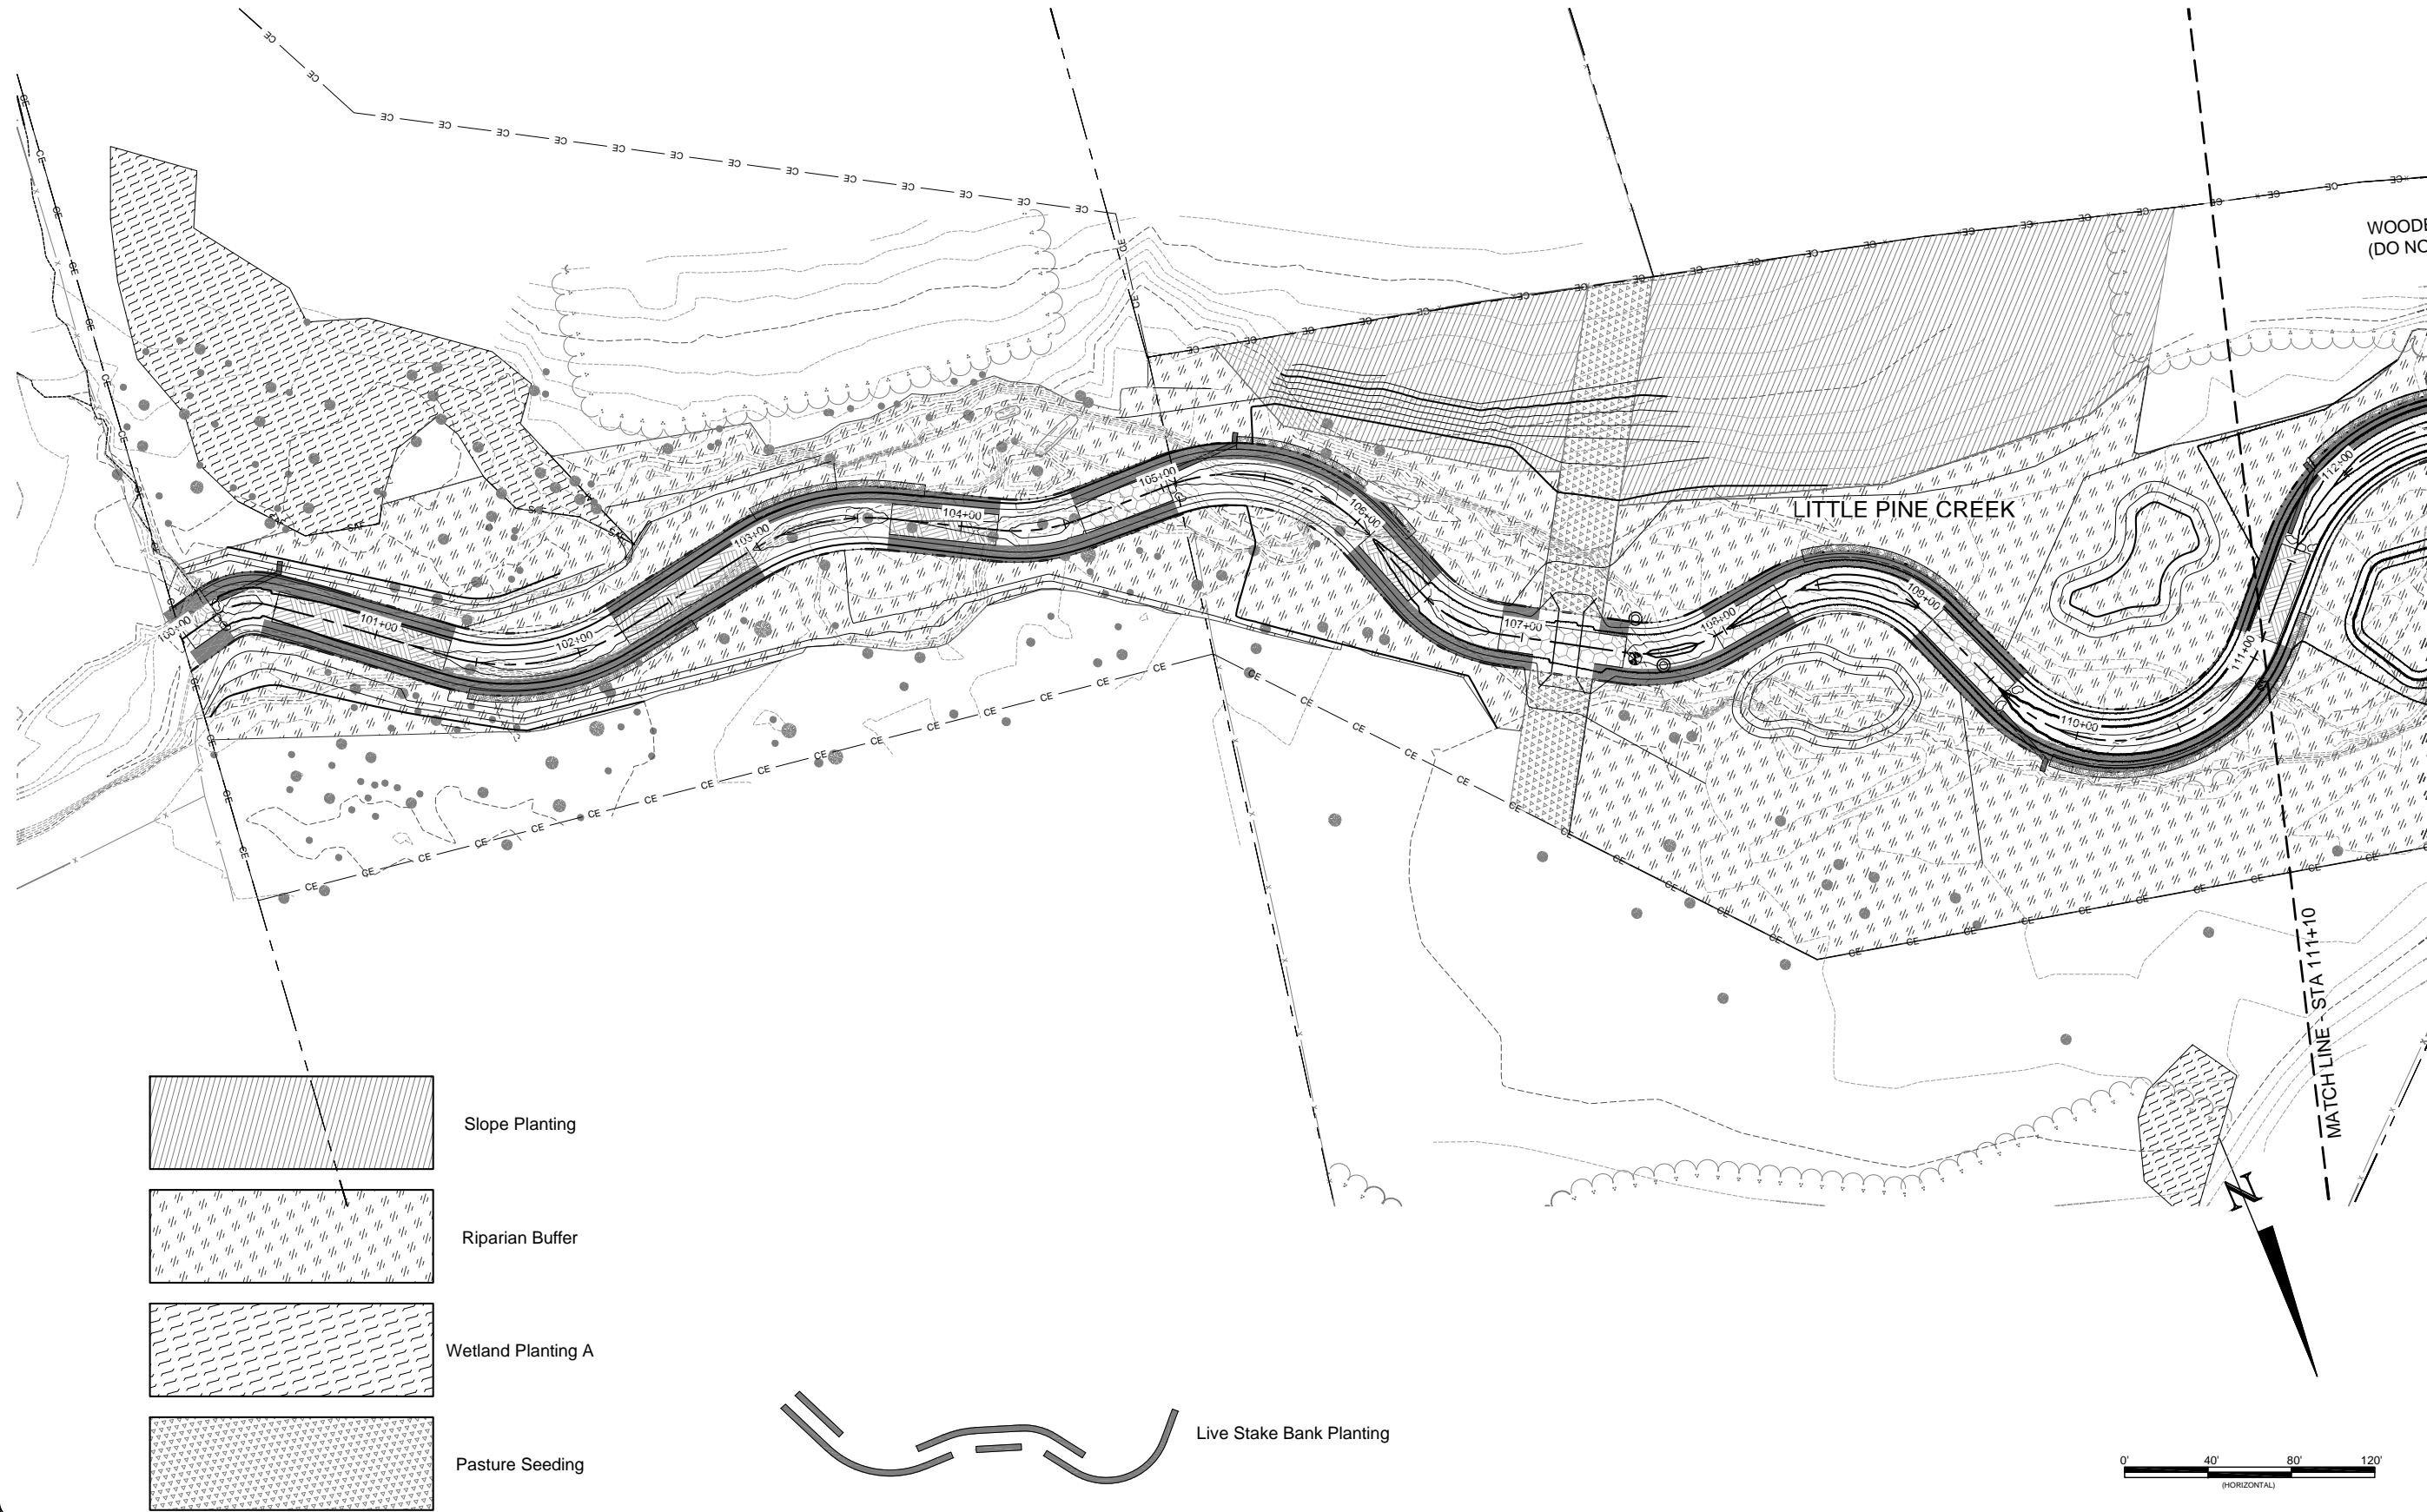 WOODE
(DO NO
LITTLE PINE CREEK
100+00
101+00
102+00
103+00
104+00
105+00
106+00
107+00
108+00
109+00
110+00
111+00
112+00
MATCH LINE - STA 111+10
Slope Planting
Riparian Buffer
Wetland Planting A
Pasture Seeding
Live Stake Bank Planting
N
0' 40' 80' 120'
(HORIZONTAL)
CE
SAF